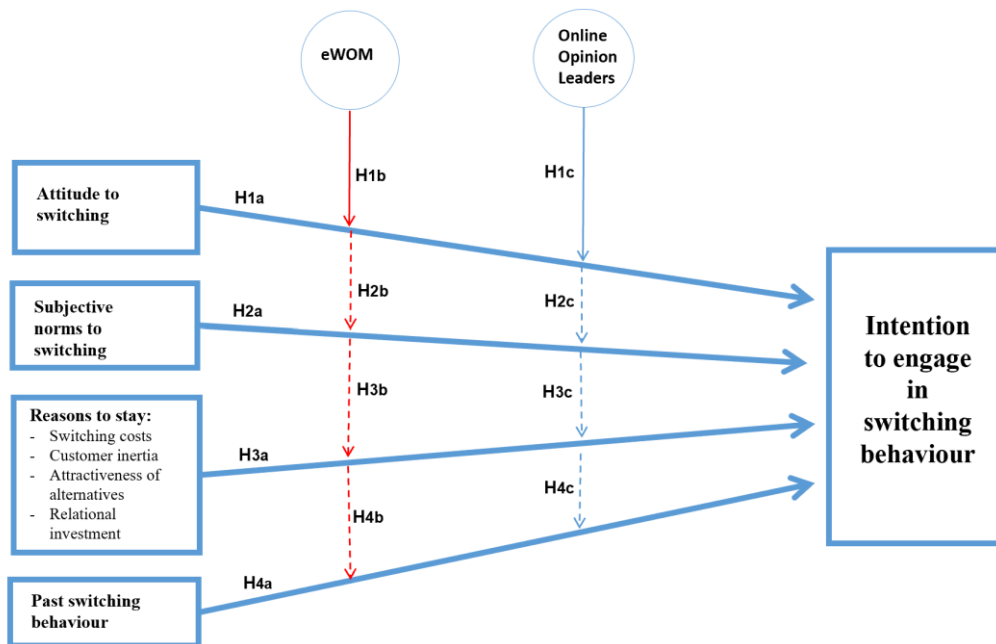 eWOM
Online
Opinion
Leaders
H1b
H1c
Attitude to
switching
H1a
H2b
H2c
Subjective
norms to
switching
H2a
Intention
to engage
in
switching
behaviour
H3b
H3c
Reasons to stay:
- Switching costs
- Customer inertia
- Attractiveness of
alternatives
- Relational
investment
H3a
H4b
H4c
Past switching
behaviour
H4a